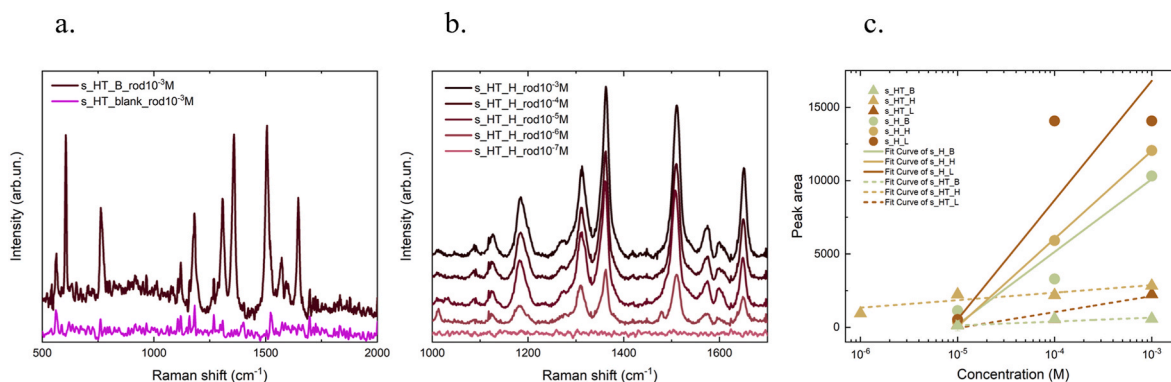 a.
b.
c.
Intensity (arb.un.)
s_HT_B_rod10⁻³M
s_HT_blank_rod10⁻³M
500 1000 1500 2000
Raman shift (cm⁻¹)
Intensity (arb.un.)
s_HT_H_rod10⁻³M
s_HT_H_rod10⁻⁴M
s_HT_H_rod10⁻⁵M
s_HT_H_rod10⁻⁶M
s_HT_H_rod10⁻⁷M
1000 1200 1400 1600
Raman shift (cm⁻¹)
Peak area
15000
10000
5000
0
s_HT_B
s_HT_H
s_HT_L
s_H_B
s_H_H
s_H_L
Fit Curve of s_H_B
Fit Curve of s_H_H
Fit Curve of s_H_L
Fit Curve of s_HT_B
Fit Curve of s_HT_H
Fit Curve of s_HT_L
10⁻⁶ 10⁻⁵ 10⁻⁴ 10⁻³
Concentration (M)